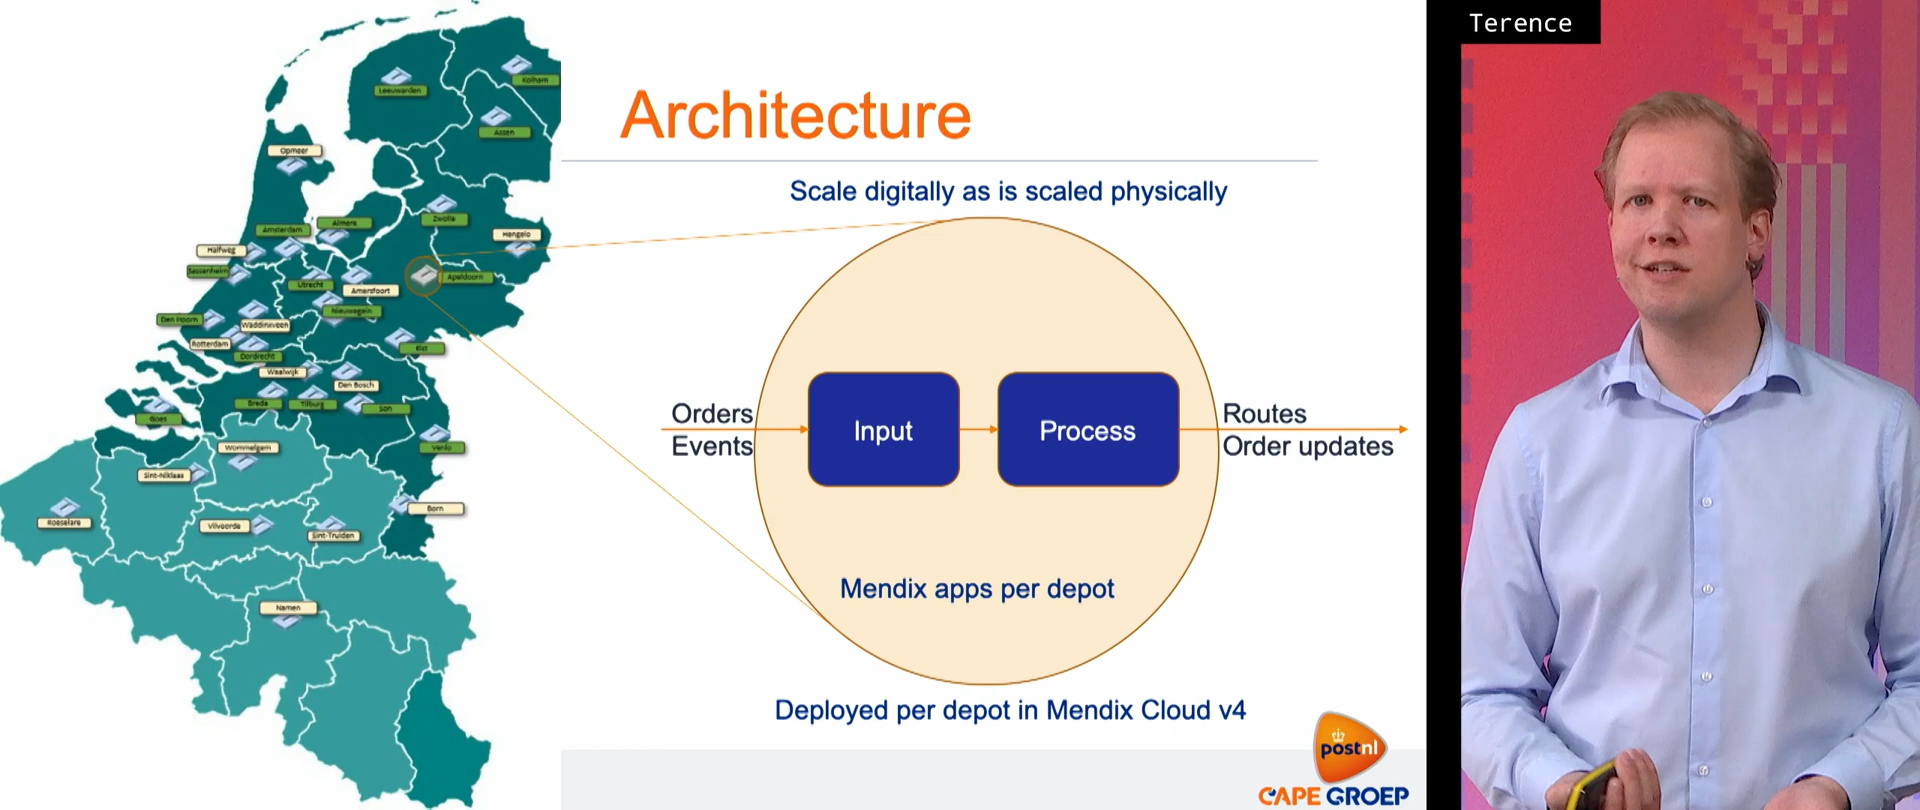 Terence
Architecture
Scale digitally as is scaled physically
Orders
Events
Input
Process
Routes
Order updates
Mendix apps per depot
Deployed per depot in Mendix Cloud v4
postnl
CAPE GROEP
Kolham
Leeuwarden
Assen
Opmeer
Zwolle
Almere
Amsterdam
Hengelo
Halfweg
Sassenheim
Apeldoorn
Utrecht
Amersfoort
Nieuwegein
Den Hoorn
Waddinxveen
Rotterdam
Dordrecht
Elst
Waalwijk
Den Bosch
Breda
Tilburg
Son
Goes
Venlo
Wommelgem
Sint-Niklaas
Born
Roeselare
Vilvoorde
Sint-Truiden
Namen